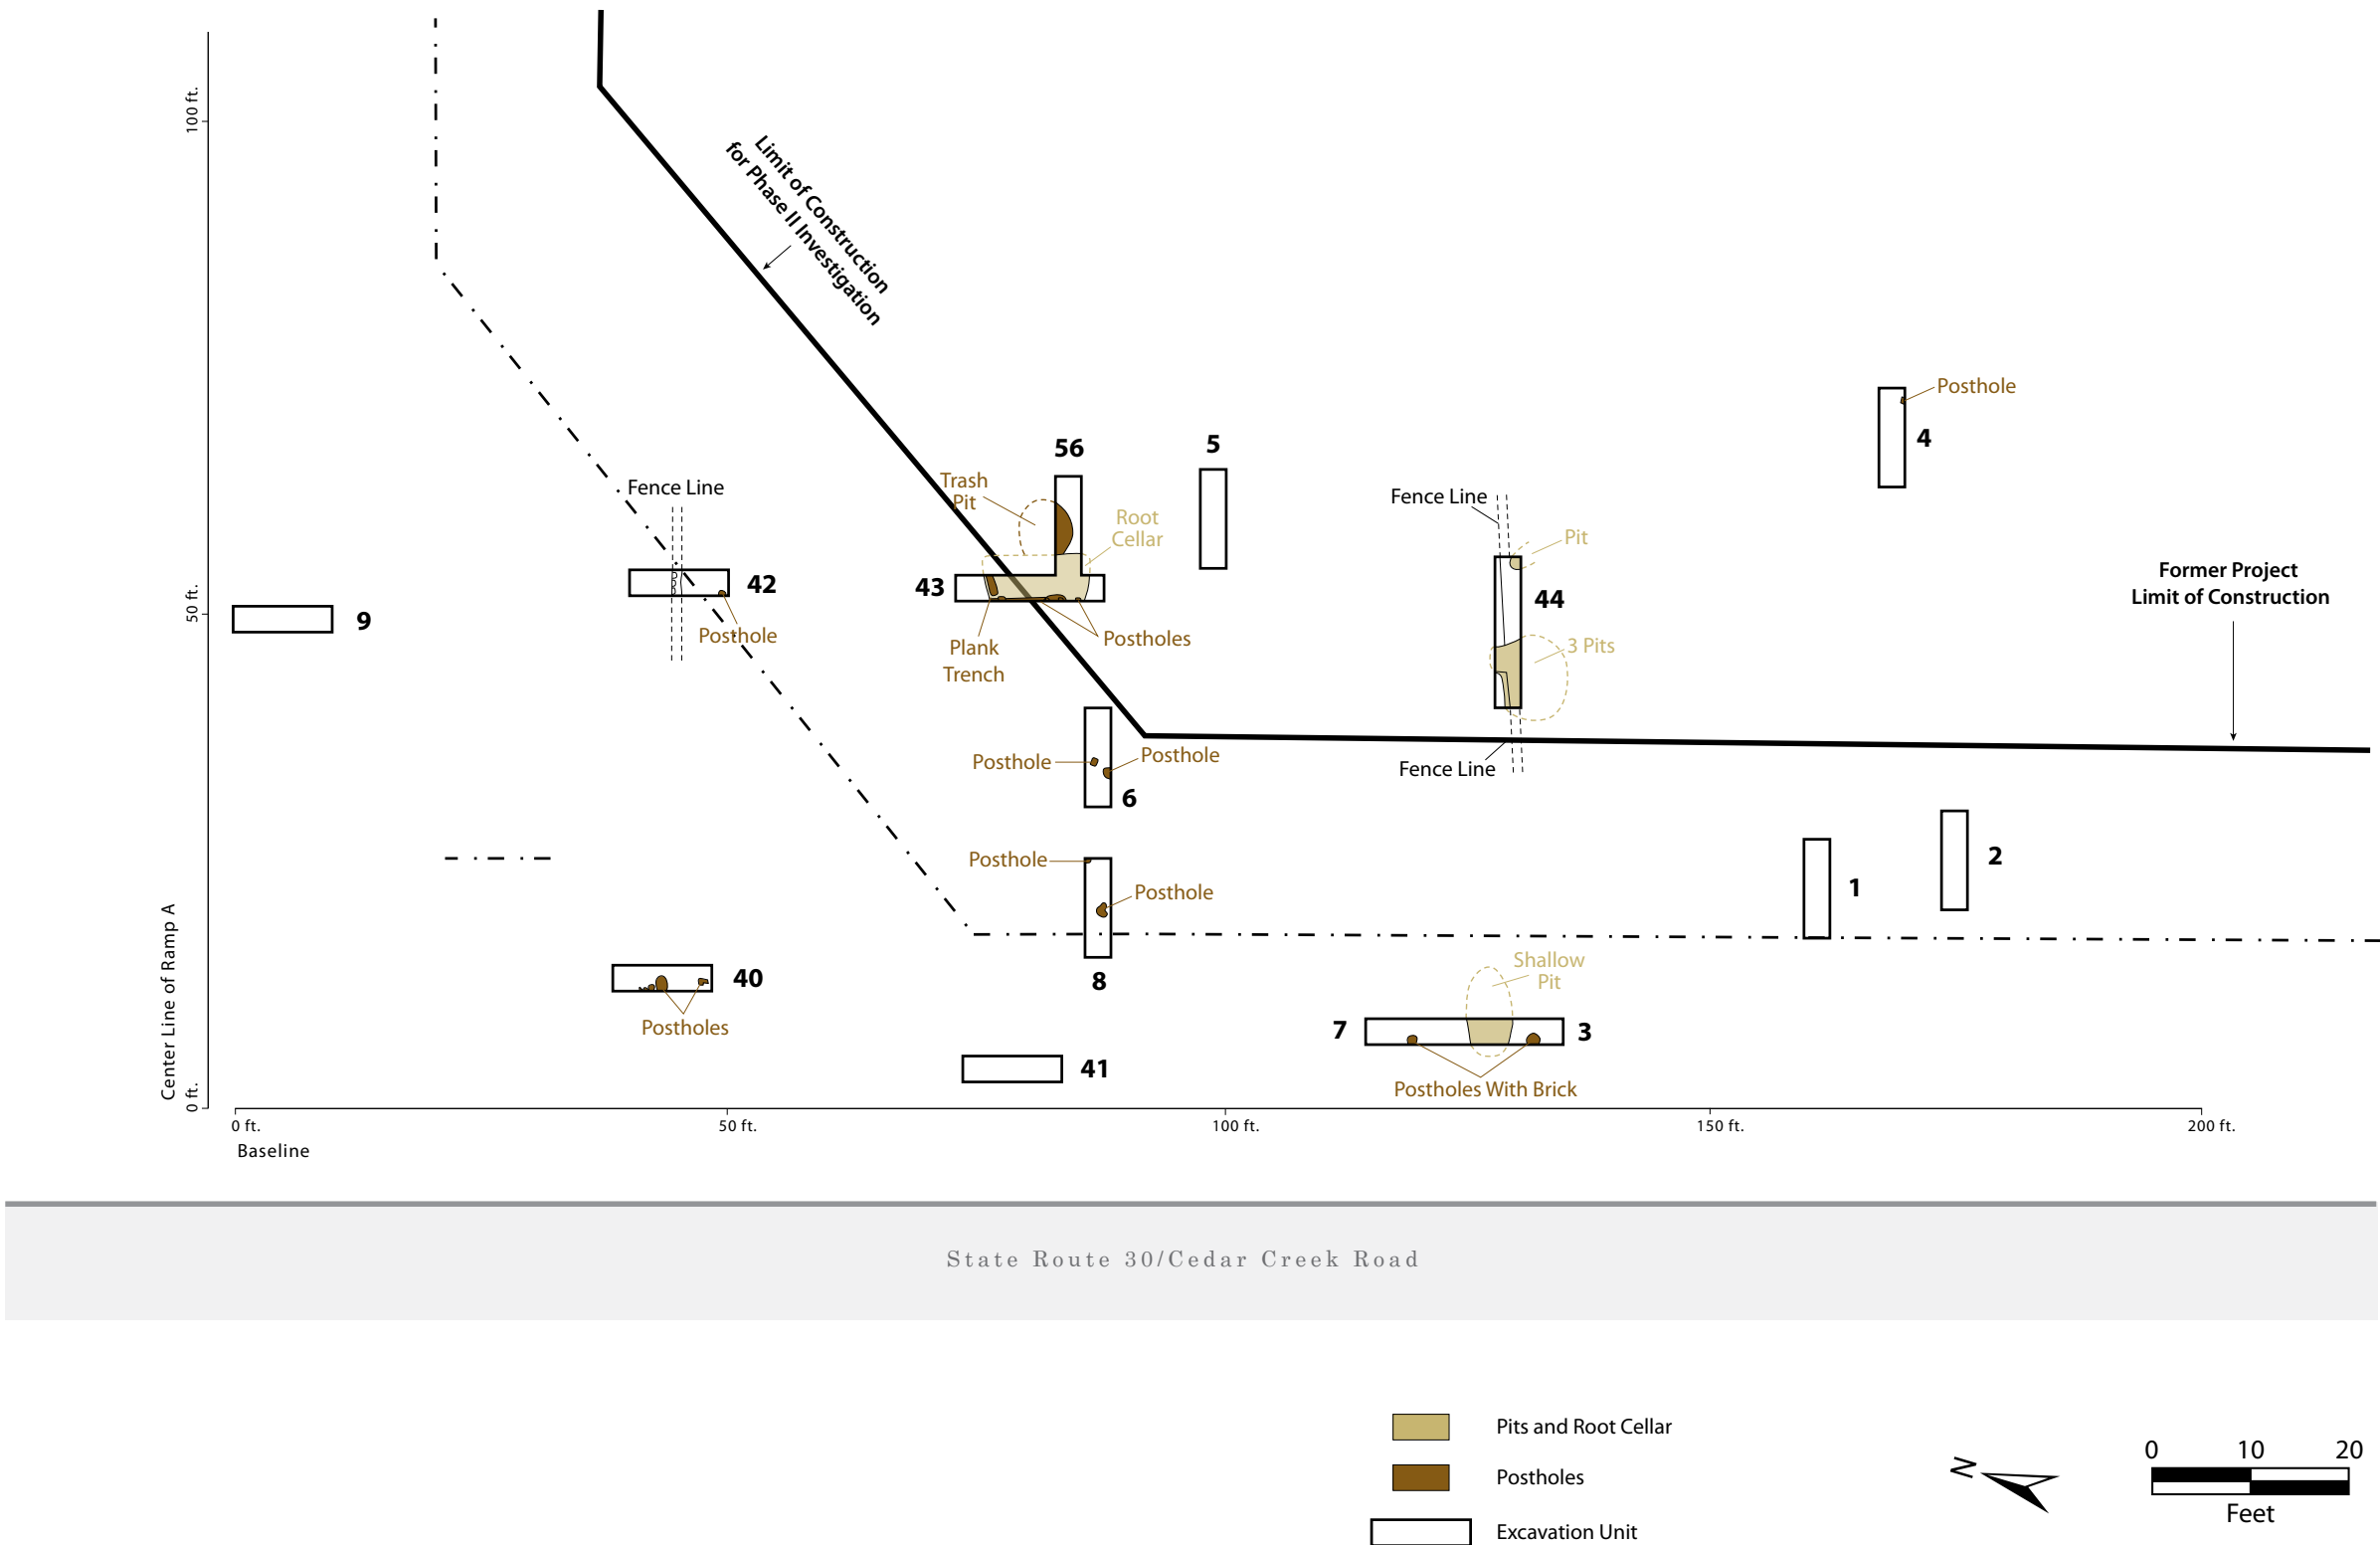 100 ft.
Limit of Construction
for Phase II Investigation
Posthole
4
56
5
Trash
Pit
Root
Cellar
Fence Line
Fence Line
Pit
42
43
44
9
Posthole
Plank
Trench
Postholes
3 Pits
Former Project
Limit of Construction
50 ft.
Posthole
Posthole
6
Fence Line
Posthole
Posthole
8
1
2
Center Line of Ramp A
40
Postholes
Shallow
Pit
7
3
41
Postholes With Brick
0 ft.
0 ft.
50 ft.
100 ft.
150 ft.
200 ft.
Baseline
State Route 30/Cedar Creek Road
Pits and Root Cellar
Postholes
Excavation Unit
N
0 10 20
Feet